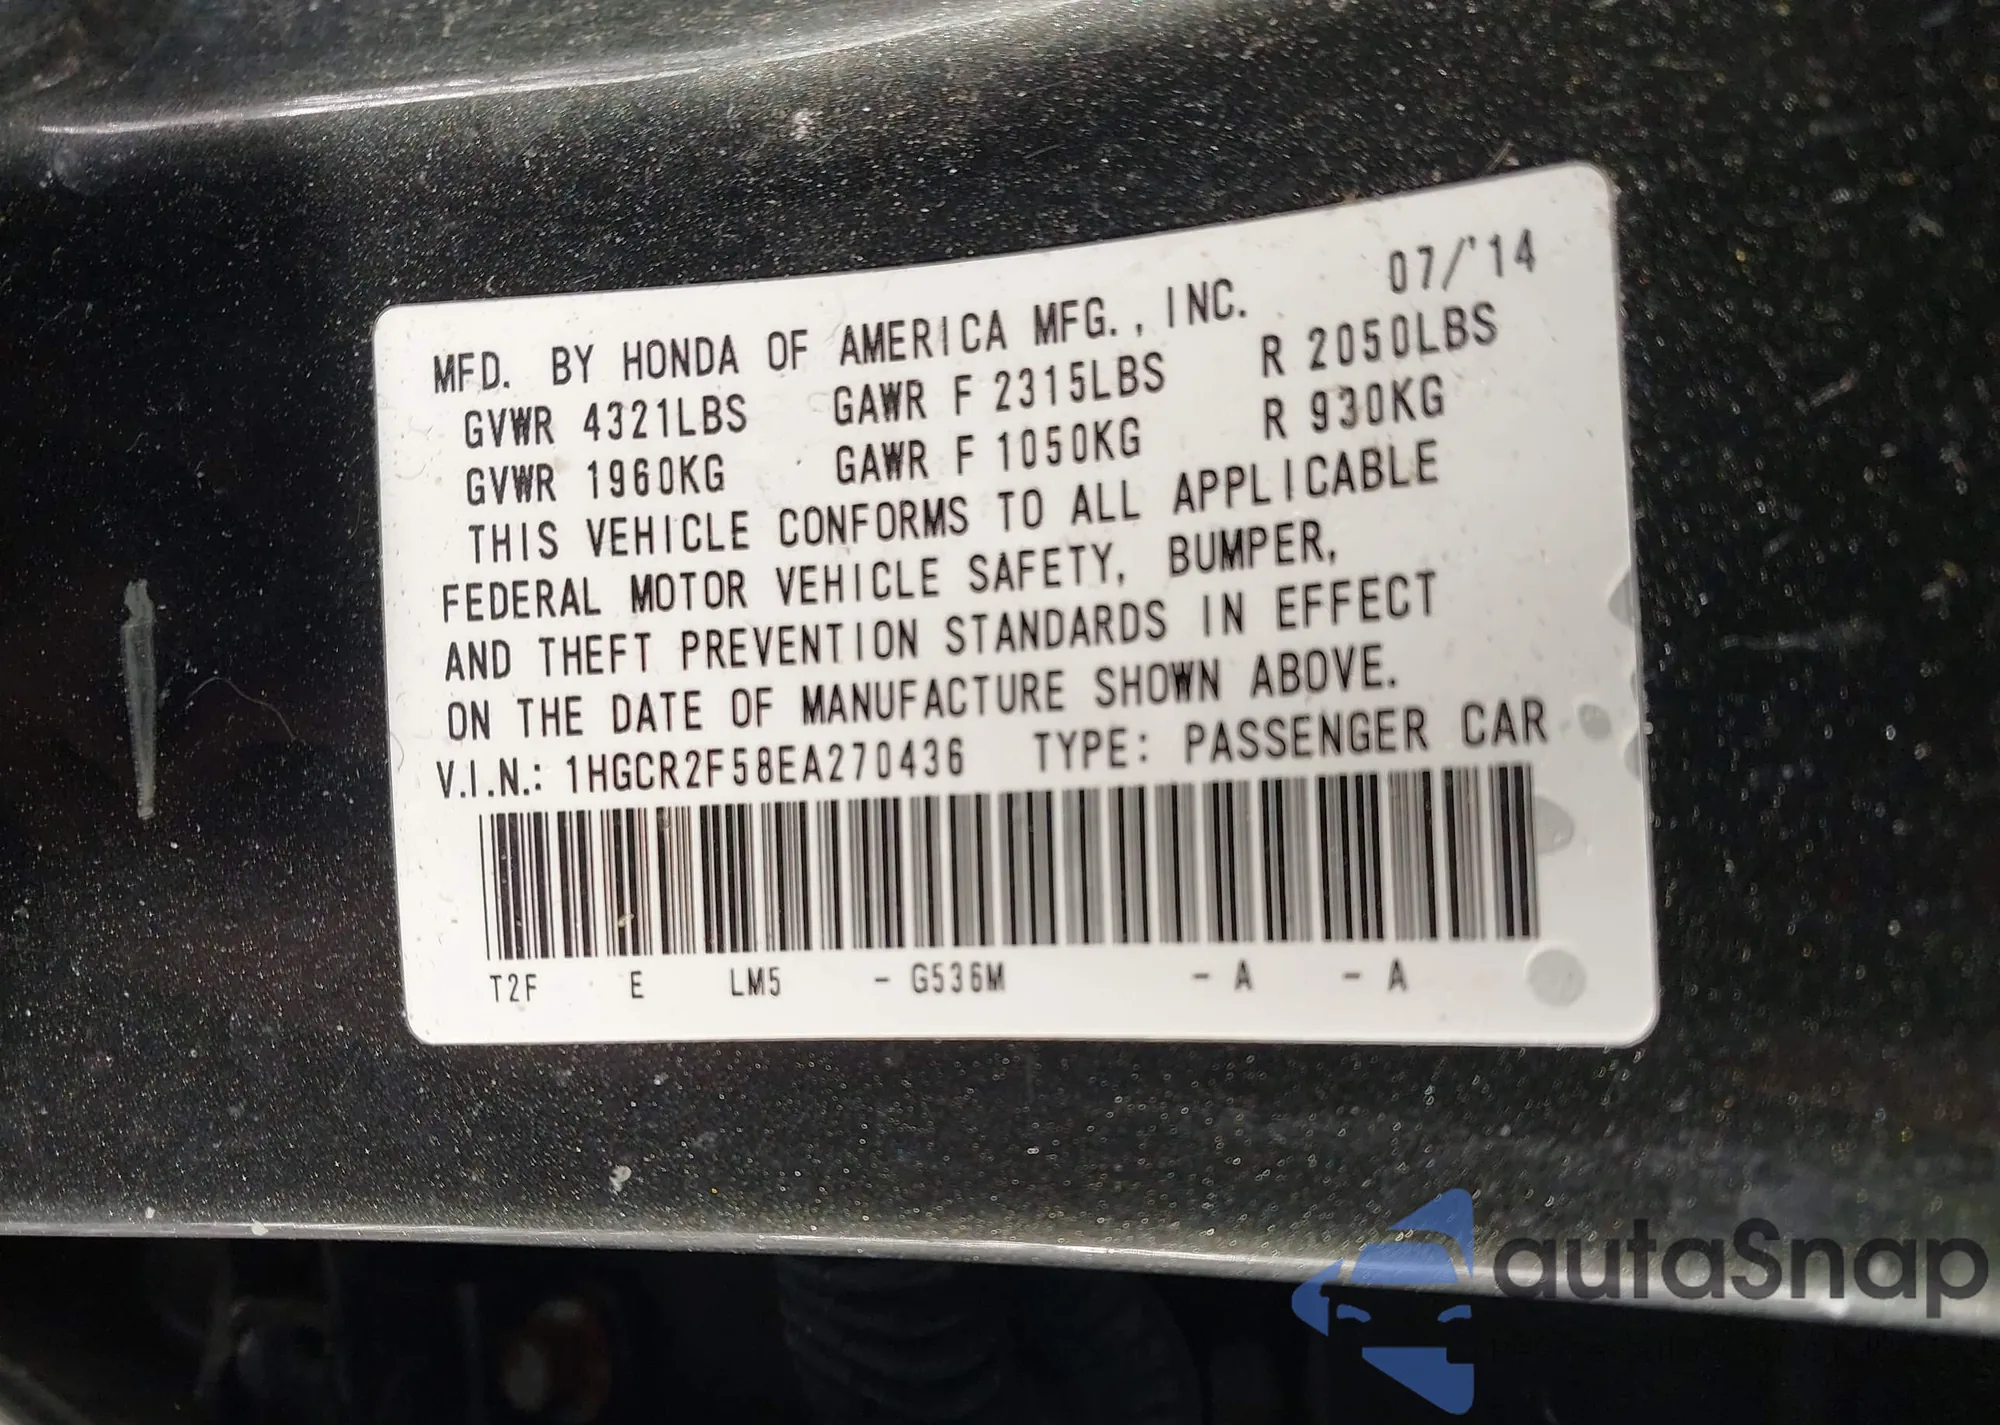 07/'14
MFD. BY HONDA OF AMERICA MFG., INC.
GVWR 4321LBS GAWR F 2315LBS R 2050LBS
GVWR 1960KG GAWR F 1050KG R 930KG
THIS VEHICLE CONFORMS TO ALL APPLICABLE
FEDERAL MOTOR VEHICLE SAFETY, BUMPER,
AND THEFT PREVENTION STANDARDS IN EFFECT
ON THE DATE OF MANUFACTURE SHOWN ABOVE.
V.I.N.: 1HGCR2F58EA270436 TYPE: PASSENGER CAR
T2F E LM5 - G536M - A - A
autaSnap